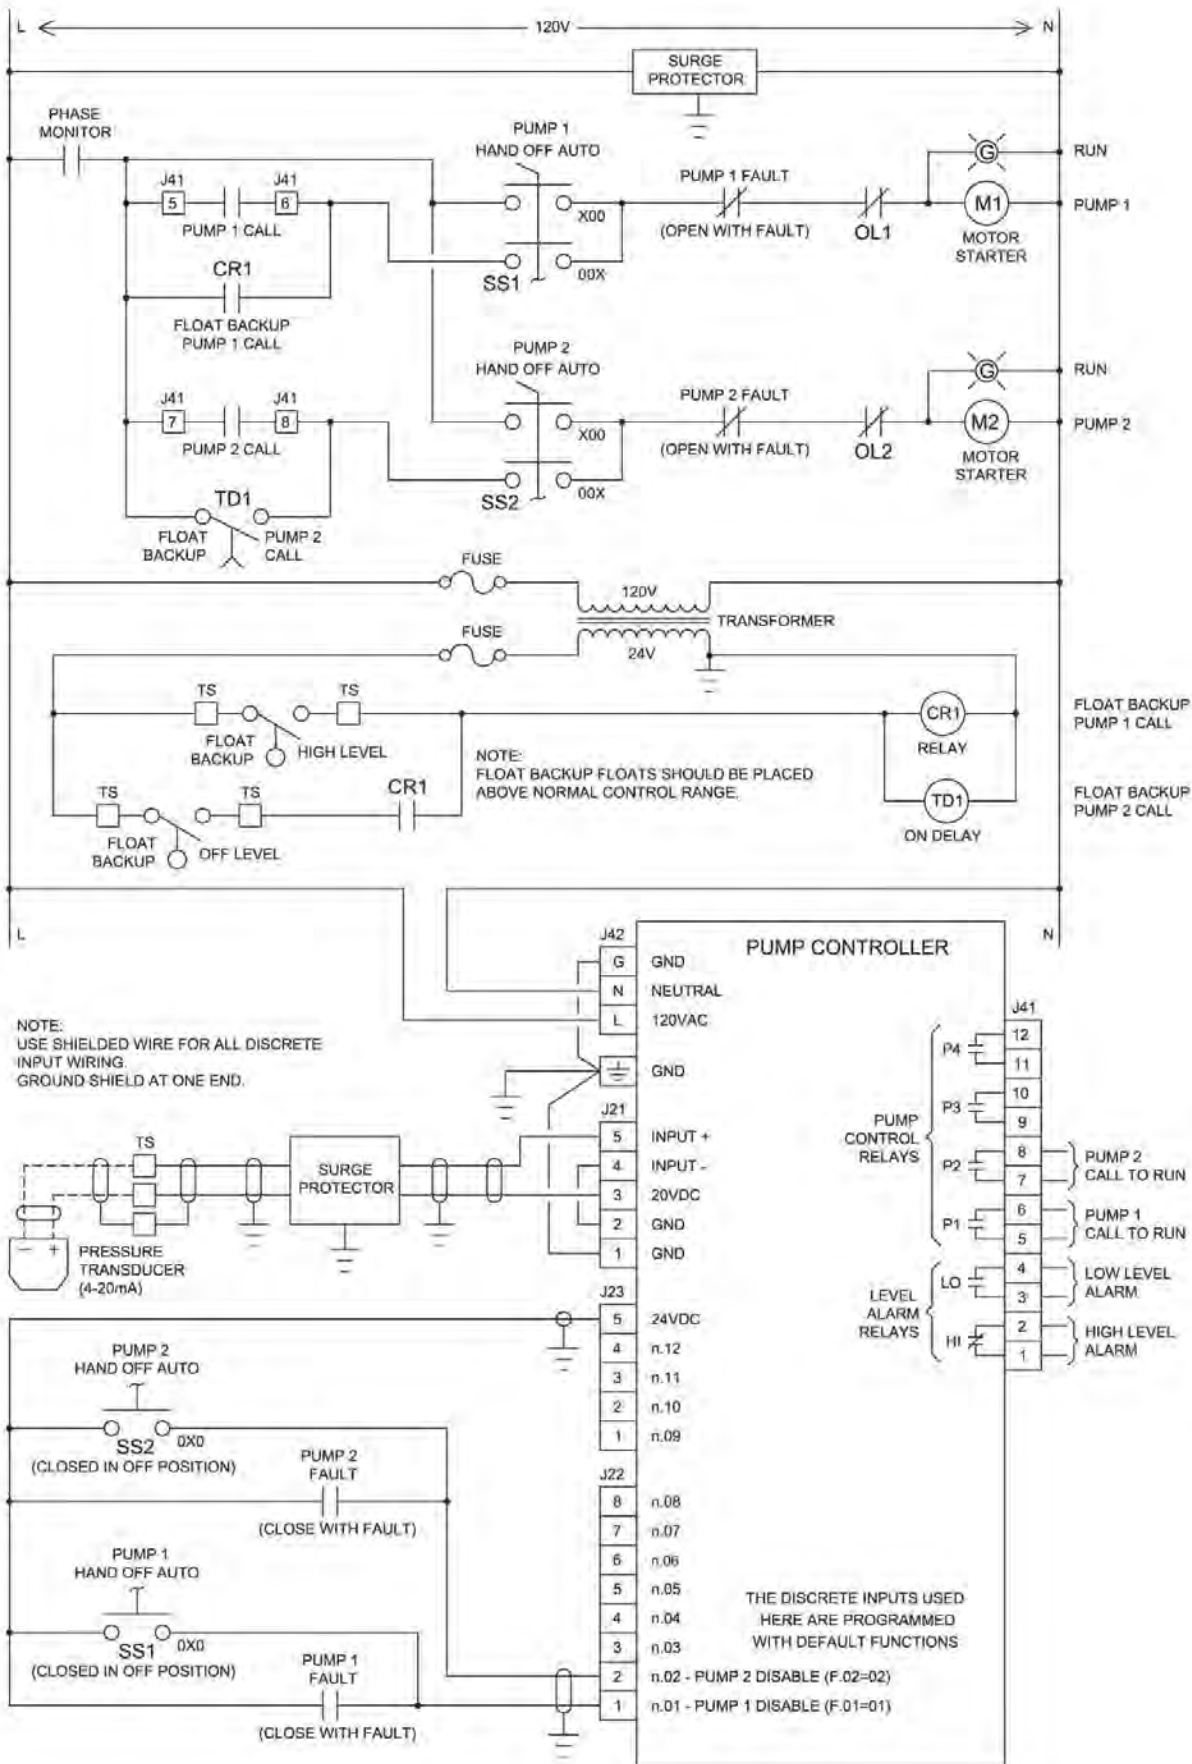 L
120V
N
SURGE
PROTECTOR
PHASE
MONITOR
PUMP 1
HAND OFF AUTO
G
RUN
J41
J41
5
6
PUMP 1 CALL
X00
PUMP 1 FAULT
(OPEN WITH FAULT)
OL1
M1
PUMP 1
MOTOR
STARTER
CR1
SS1
00X
FLOAT BACKUP
PUMP 1 CALL
PUMP 2
HAND OFF AUTO
G
RUN
J41
J41
7
8
PUMP 2 CALL
X00
PUMP 2 FAULT
(OPEN WITH FAULT)
OL2
M2
PUMP 2
MOTOR
STARTER
TD1
SS2
00X
FLOAT
BACKUP
PUMP 2
CALL
FUSE
120V
TRANSFORMER
FUSE
24V
TS
TS
FLOAT
BACKUP
HIGH LEVEL
CR1
RELAY
FLOAT BACKUP
PUMP 1 CALL
NOTE:
FLOAT BACKUP FLOATS SHOULD BE PLACED
ABOVE NORMAL CONTROL RANGE.
TS
TS
CR1
FLOAT
BACKUP
OFF LEVEL
TD1
ON DELAY
FLOAT BACKUP
PUMP 2 CALL
L
N
PUMP CONTROLLER
J42
G GND
N NEUTRAL
L 120VAC
GND
NOTE:
USE SHIELDED WIRE FOR ALL DISCRETE
INPUT WIRING.
GROUND SHIELD AT ONE END.
J21
5 INPUT +
4 INPUT -
3 20VDC
2 GND
1 GND
TS
SURGE
PROTECTOR
- +
PRESSURE
TRANSDUCER
(4-20mA)
J41
12
P4
11
10
P3
9
8
P2
7
6
P1
5
4
LO
3
2
HI
1
PUMP
CONTROL
RELAYS
PUMP 2
CALL TO RUN
PUMP 1
CALL TO RUN
LEVEL
ALARM
RELAYS
LOW LEVEL
ALARM
HIGH LEVEL
ALARM
J23
5 24VDC
4 n.12
3 n.11
2 n.10
1 n.09
PUMP 2
HAND OFF AUTO
SS2
0X0
(CLOSED IN OFF POSITION)
PUMP 2
FAULT
(CLOSE WITH FAULT)
PUMP 1
HAND OFF AUTO
SS1
0X0
(CLOSED IN OFF POSITION)
PUMP 1
FAULT
(CLOSE WITH FAULT)
J22
8 n.08
7 n.07
6 n.06
5 n.05
4 n.04
3 n.03
2 n.02 - PUMP 2 DISABLE (F.02=02)
1 n.01 - PUMP 1 DISABLE (F.01=01)
THE DISCRETE INPUTS USED
HERE ARE PROGRAMMED
WITH DEFAULT FUNCTIONS